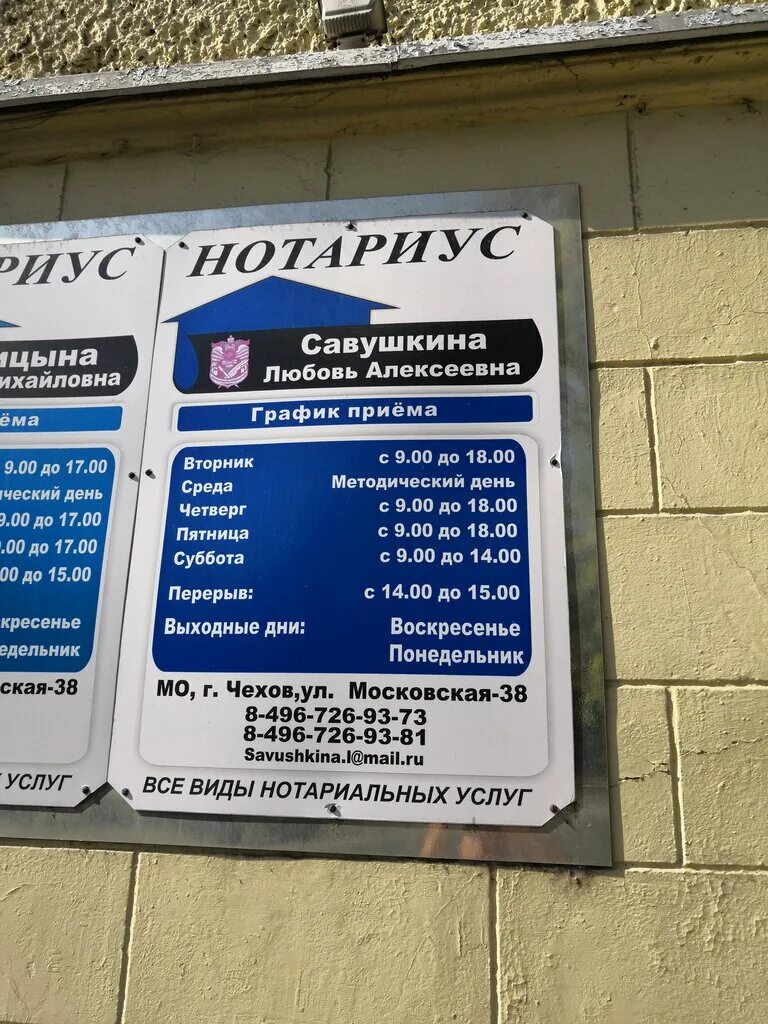 РИУС
ицына
ихайловна
ёма
9.00 до 17.00
ческий день
9.00 до 17.00
.00 до 17.00
00 до 15.00
кресенье
едельник
ская-38
УСЛУГ
НОТАРИУС
Савушкина
Любовь Алексеевна
График приёма
Вторник с 9.00 до 18.00
Среда Методический день
Четверг с 9.00 до 18.00
Пятница с 9.00 до 18.00
Суббота с 9.00 до 14.00
Перерыв: с 14.00 до 15.00
Выходные дни: Воскресенье
Понедельник
МО, г. Чехов,ул. Московская-38
8-496-726-93-73
8-496-726-93-81
Savushkina.l@mail.ru
ВСЕ ВИДЫ НОТАРИАЛЬНЫХ УСЛУГ